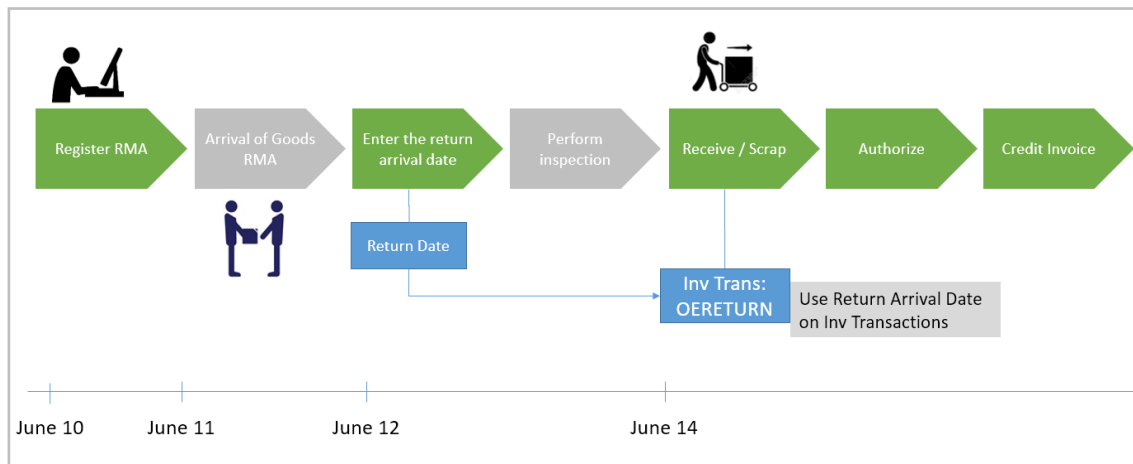 Register RMA
Arrival of Goods
RMA
Enter the return
arrival date
Perform
inspection
Receive / Scrap
Authorize
Credit Invoice
Return Date
Inv Trans:
OERETURN
Use Return Arrival Date
on Inv Transactions
June 10
June 11
June 12
June 14